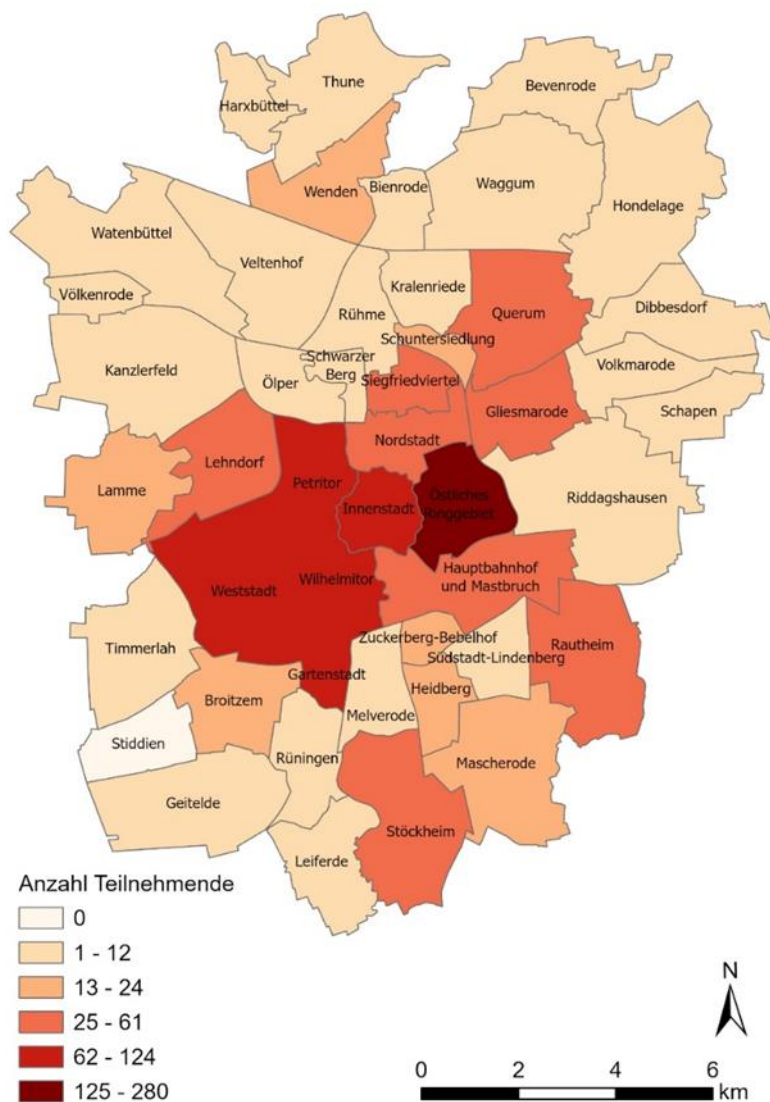 Thune
Harxbüttel
Bevenrode
Wenden
Bienrode
Waggum
Hondelage
Watenbüttel
Veltenhof
Völkenrode
Kralenriede
Rühme
Querum
Dibbesdorf
Schuntersiedlung
Kanzlerfeld
Ölper
Schwarzer
Berg
Siegfriedviertel
Volkmarode
Gliesmarode
Schapen
Nordstadt
Lehndorf
Petritor
Lamme
Innenstadt
Östliches
Ringgebiet
Riddagshausen
Hauptbahnhof
und Mastbruch
Weststadt
Wilhelmitor
Timmerlah
Zuckerberg-Bebelhof
Südstadt-Lindenberg
Rautheim
Gartenstadt
Broitzem
Heidberg
Melverode
Stiddien
Rüningen
Mascherode
Geitelde
Stöckheim
Leiferde
Anzahl Teilnehmende
0
1 - 12
13 - 24
25 - 61
62 - 124
125 - 280
N
0 2 4 6
km